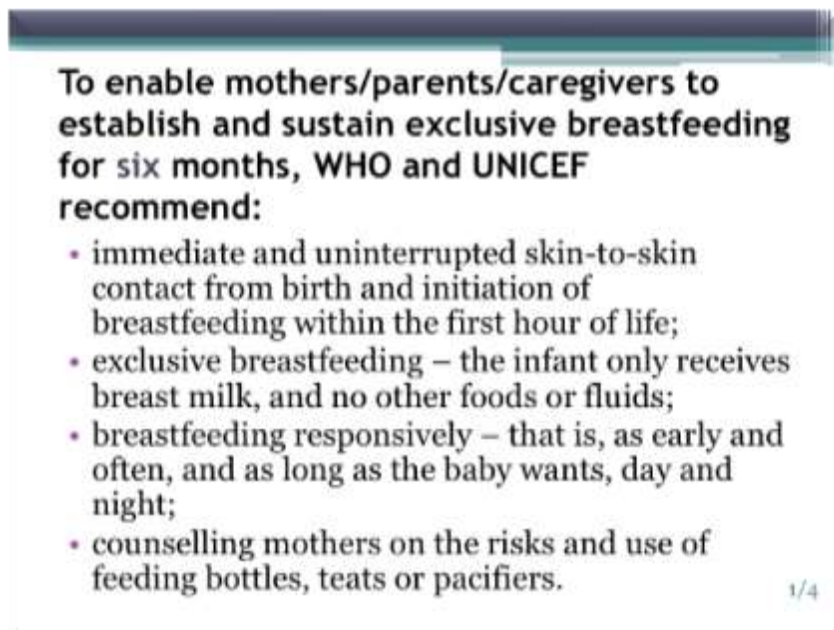 To enable mothers/parents/caregivers to
establish and sustain exclusive breastfeeding
for six months, WHO and UNICEF
recommend:
• immediate and uninterrupted skin-to-skin
contact from birth and initiation of
breastfeeding within the first hour of life;
• exclusive breastfeeding – the infant only receives
breast milk, and no other foods or fluids;
• breastfeeding responsively – that is, as early and
often, and as long as the baby wants, day and
night;
• counselling mothers on the risks and use of
feeding bottles, teats or pacifiers.
1/4